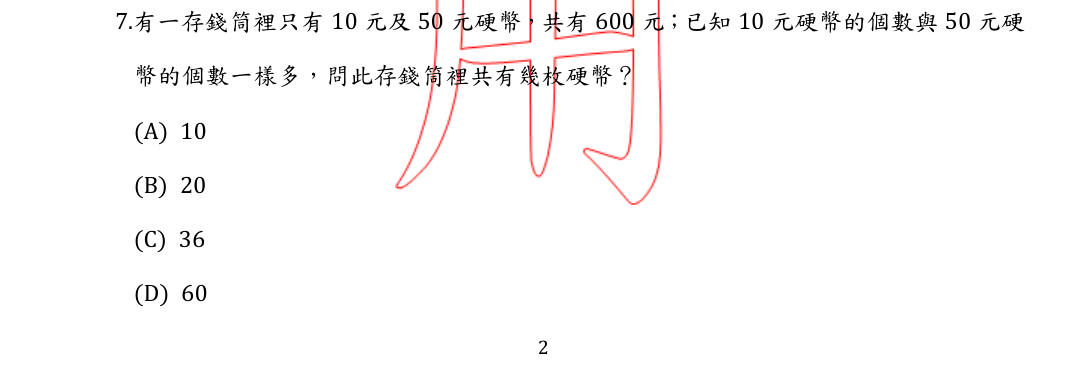 7.有一存錢筒裡只有 10 元及 50 元硬幣，共有 600 元；已知 10 元硬幣的個數與 50 元硬
幣的個數一樣多，問此存錢筒裡共有幾枚硬幣？
(A) 10
(B) 20
(C) 36
(D) 60
2
用